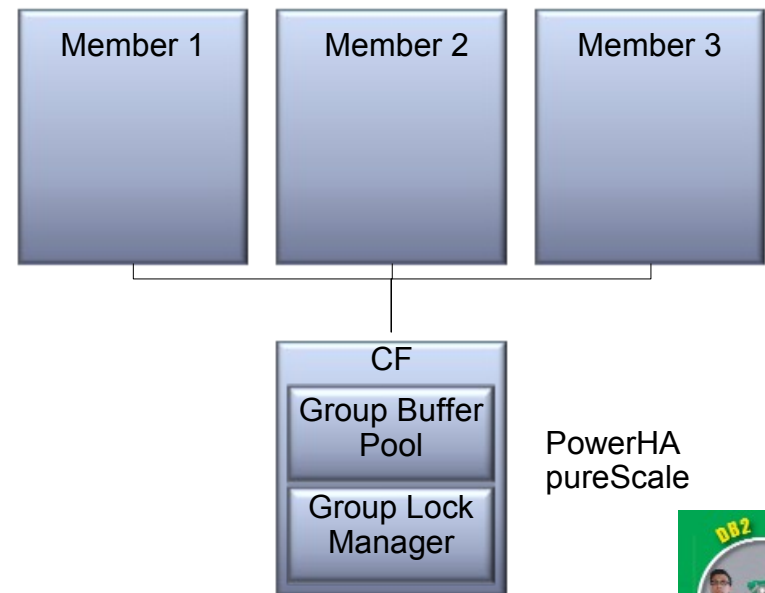 Member 1
Member 2
Member 3
CF
Group Buffer
Pool
Group Lock
Manager
PowerHA
pureScale
DB2